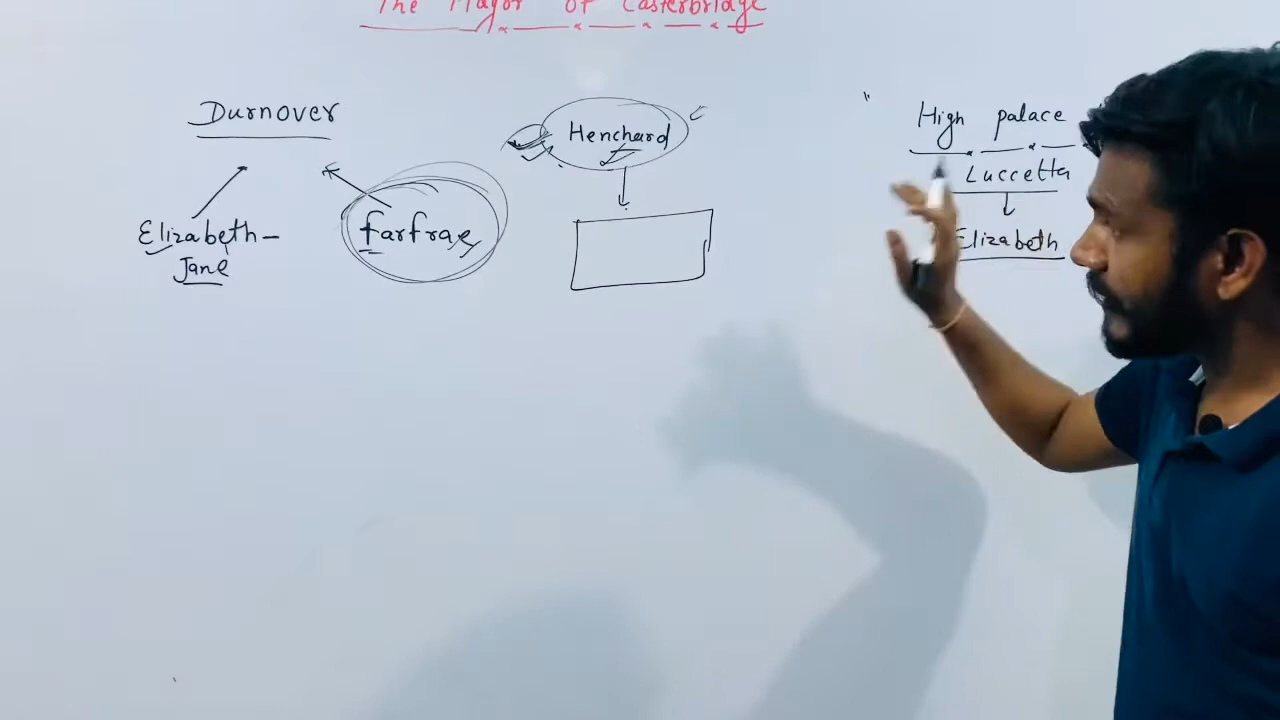 The Mayor of Casterbridge
Durnover
Henchard
High palace
Luccetta
Elizabeth
Elizabeth-
Jane
farfrae